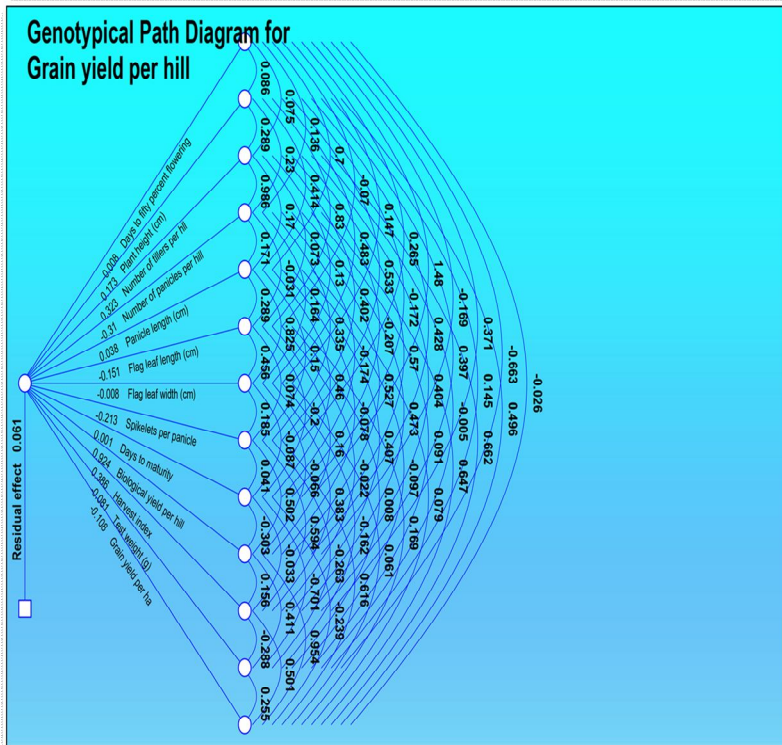 Genotypical Path Diagram for
Grain yield per hill
-0.008 Days to fifty percent flowering
0.173 Plant height (cm)
0.323 Number of tillers per hil
-0.31 Number of panicles per hill
0.038 Panicle length (cm)
-0.151 Flag leaf length (cm)
-0.008 Flag leaf width (cm)
-0.213 Spikelets per panicle
0.001 Days to maturity
0.924 Biological yield per hill
0.386 Harvest index
-0.081 Test weight (g)
-0.108 Grain yield per ha
Residual effect 0.061
0.086 0.289 0.986 0.171 0.289 0.456 0.185 0.041 -0.303 0.156 -0.288 0.255
0.075 0.23 0.17 -0.031 0.825 0.074 -0.087 0.502 -0.033 0.411 0.501
0.136 0.414 0.073 0.164 0.15 -0.2 -0.066 0.594 -0.701 0.954
0.7 0.83 0.13 0.335 0.46 0.16 0.383 -0.263 -0.239
-0.07 0.483 0.402 -0.174 -0.078 -0.022 -0.162 0.616
0.147 0.533 -0.207 0.527 0.407 0.008 0.061
0.265 -0.172 0.57 0.473 -0.097 0.169
1.48 0.428 0.404 0.091 0.079
-0.169 0.397 -0.005 0.647
0.371 0.145 0.662
-0.663 0.496
-0.026